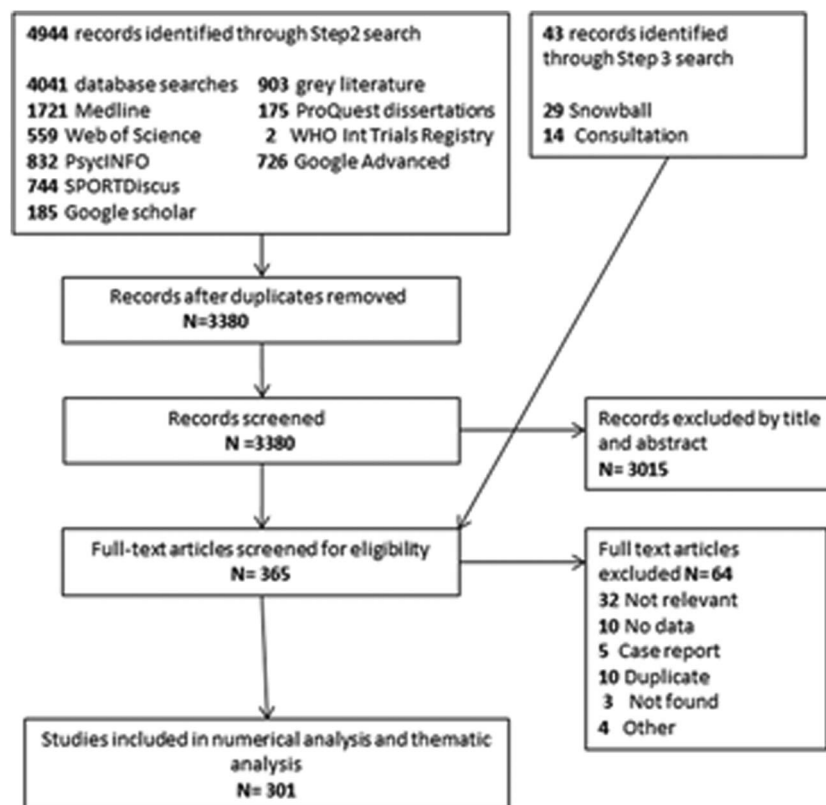 4944 records identified through Step2 search
4041 database searches 903 grey literature
1721 Medline 175 ProQuest dissertations
559 Web of Science 2 WHO Int Trials Registry
832 PsycINFO 726 Google Advanced
744 SPORTDiscus
185 Google scholar
43 records identified
through Step 3 search
29 Snowball
14 Consultation
Records after duplicates removed
N=3380
Records screened
N =3380
Records excluded by title
and abstract
N= 3015
Full-text articles screened for eligibility
N= 365
Full text articles
excluded N=64
32 Not relevant
10 No data
5 Case report
10 Duplicate
3 Not found
4 Other
Studies included in numerical analysis and thematic
analysis
N= 301